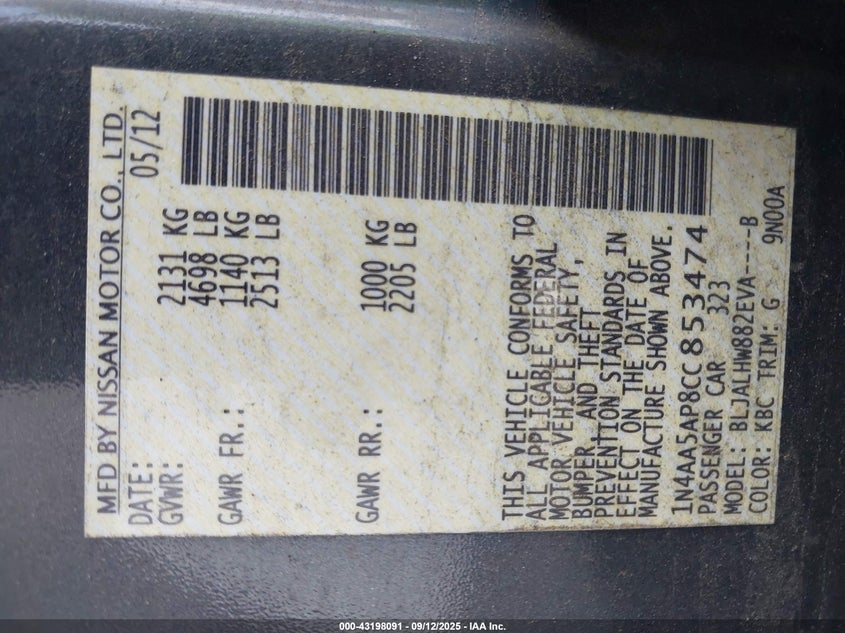 MFD BY NISSAN MOTOR CO., LTD.
DATE: 05/12
GVWR: 2131 KG
4698 LB
GAWR FR.: 1140 KG
2513 LB
GAWR RR.: 1000 KG
2205 LB
THIS VEHICLE CONFORMS TO
ALL APPLICABLE FEDERAL
MOTOR VEHICLE SAFETY,
BUMPER AND THEFT
PREVENTION STANDARDS IN
EFFECT ON THE DATE OF
MANUFACTURE SHOWN ABOVE.
1N4AA5AP8CC853474
PASSENGER CAR 323
MODEL: BLJALHW882EVA----B
COLOR: KBC TRIM: G 9N00A
000-43198091 - 09/12/2025 - IAA Inc.